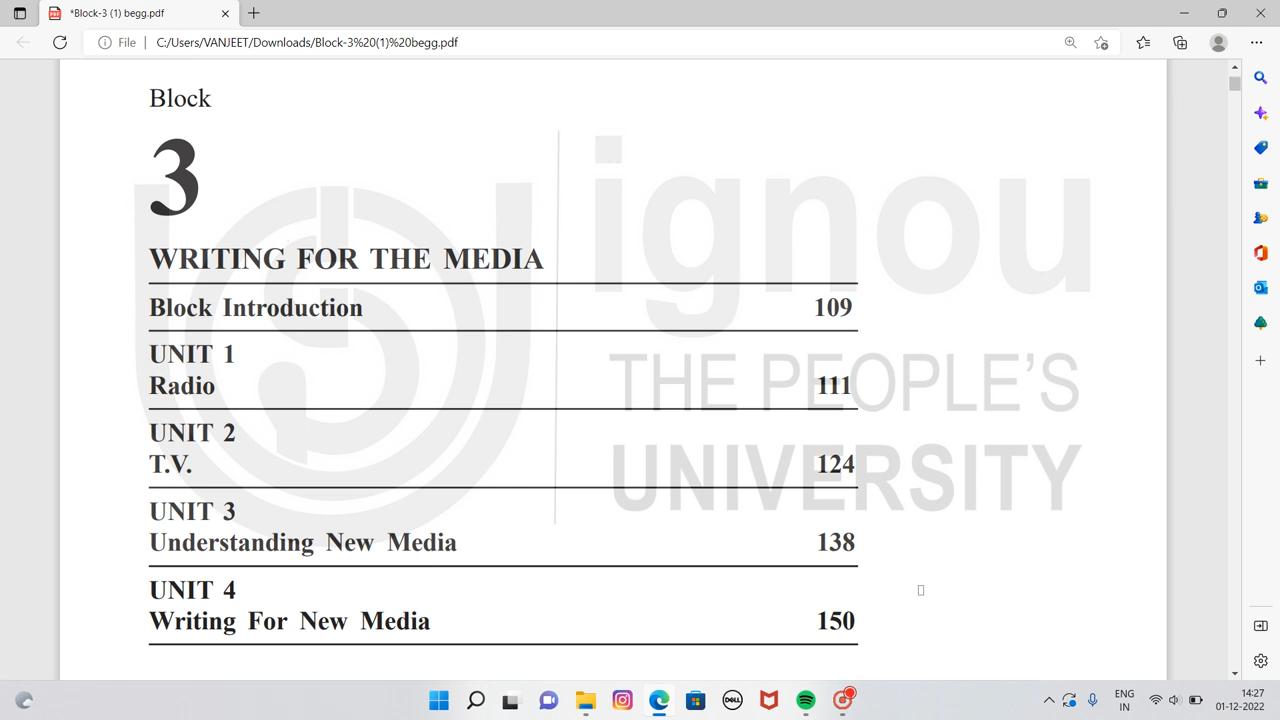 *Block-3 (1) begg.pdf
File
C:/Users/VANJEET/Downloads/Block-3%20(1)%20begg.pdf
Block
3
WRITING FOR THE MEDIA
Block Introduction 109
UNIT 1
Radio 111
UNIT 2
T.V. 124
UNIT 3
Understanding New Media 138
UNIT 4
Writing For New Media 150
ignou
THE PEOPLE'S
UNIVERSITY
DELL
ENG
IN
14:27
01-12-2022